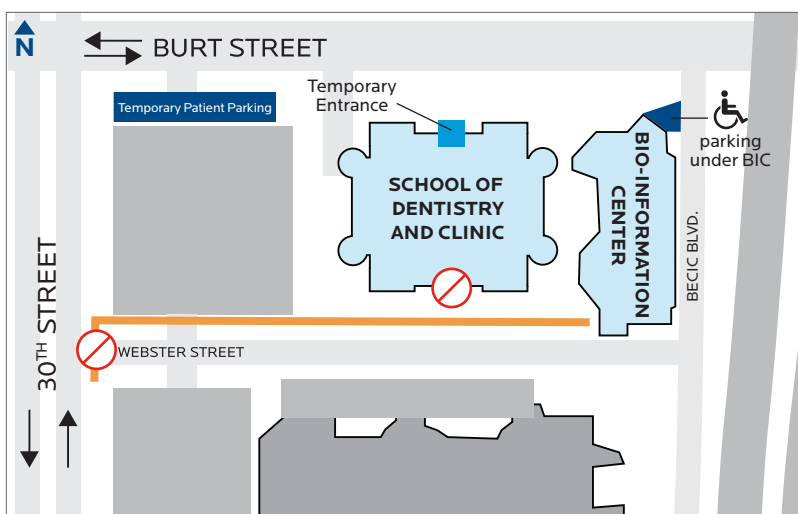 N
BURT STREET
Temporary Patient Parking
Temporary
Entrance
parking
under BIC
SCHOOL OF
DENTISTRY
AND CLINIC
BIO-INFORMATION
CENTER
BECIC BLVD.
30TH STREET
WEBSTER STREET